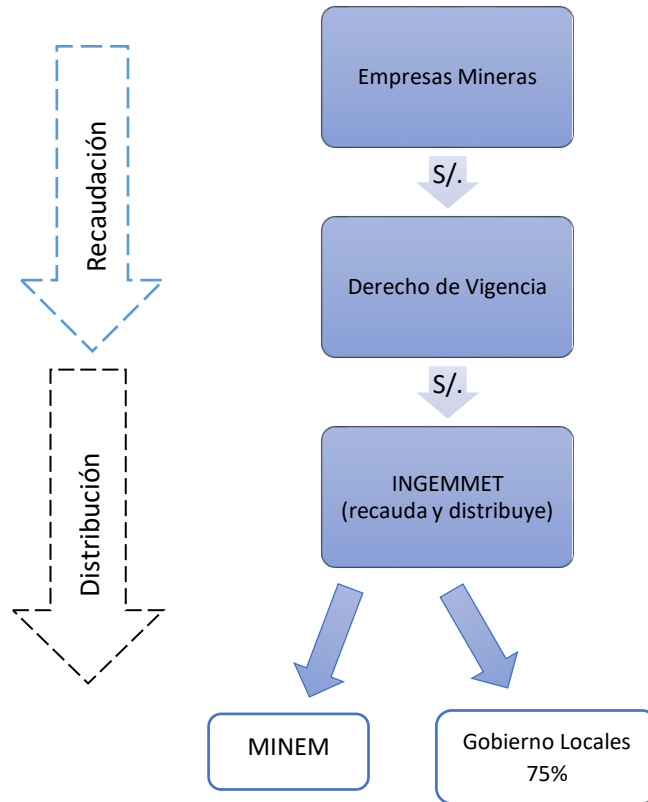 Recaudación
Empresas Mineras
S/.
Derecho de Vigencia
S/.
Distribución
INGEMMET
(recauda y distribuye)
MINEM
Gobierno Locales
75%